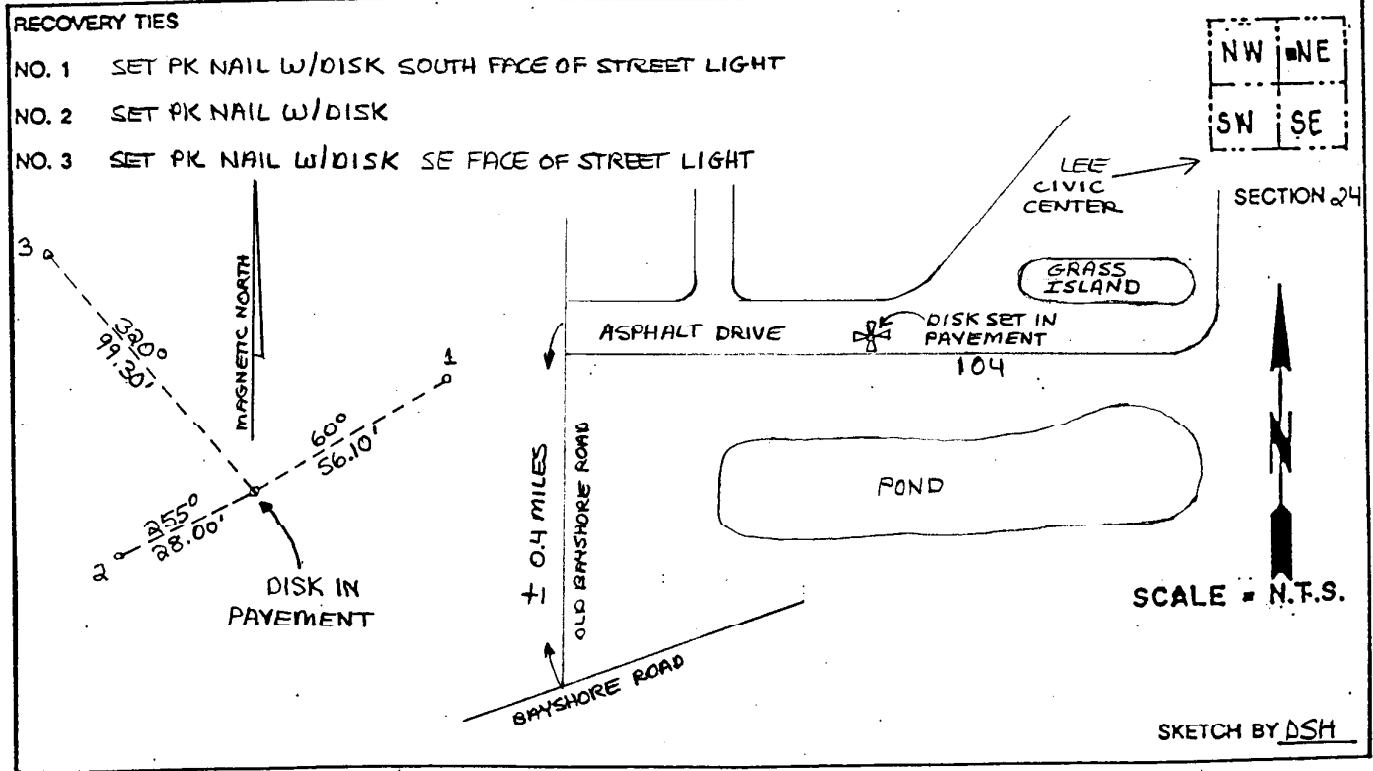 RECOVERY TIES
NO. 1 SET PK NAIL W/DISK SOUTH FACE OF STREET LIGHT
NO. 2 SET PK NAIL W/DISK
NO. 3 SET PK NAIL W/DISK SE FACE OF STREET LIGHT
NW NE
SW SE
SECTION 24
LEE
CIVIC
CENTER
3
MAGNETIC NORTH
320°
99.30'
1
60°
56.10'
255°
28.00'
2
DISK IN
PAVEMENT
GRASS
ISLAND
ASPHALT DRIVE
DISK SET IN
PAVEMENT
104
± 0.4 MILES
OLD BAYSHORE ROAD
POND
BAYSHORE ROAD
N
SCALE = N.T.S.
SKETCH BY DSH